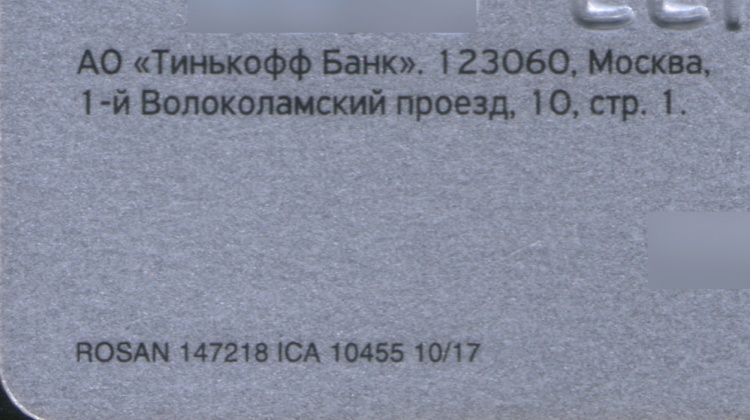 АО «Тинькофф Банк». 123060, Москва,
1-й Волоколамский проезд, 10, стр. 1.
ROSAN 147218 ICA 10455 10/17